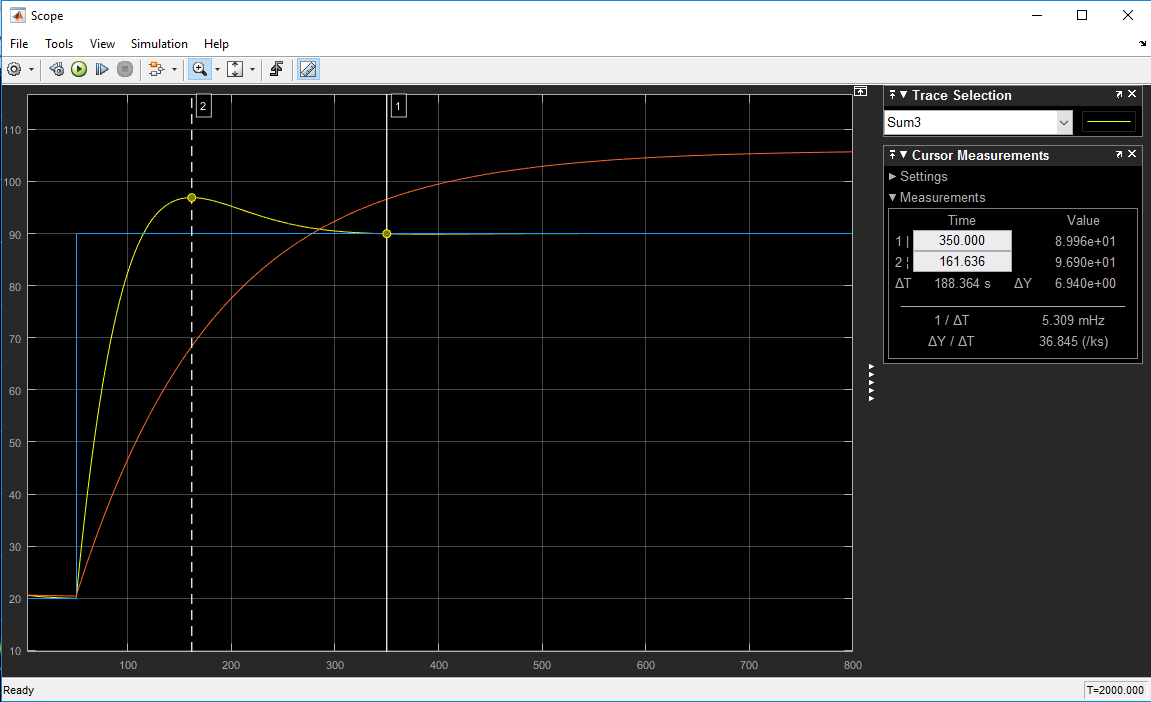 Scope
File Tools View Simulation Help
2
1
110
100
90
80
70
60
50
40
30
20
10
100 200 300 400 500 600 700 800
Trace Selection
Sum3
Cursor Measurements
Settings
Measurements
Time Value
1 | 350.000 8.996e+01
2 ¦ 161.636 9.690e+01
ΔT 188.364 s ΔY 6.940e+00
1 / ΔT 5.309 mHz
ΔY / ΔT 36.845 (/ks)
Ready T=2000.000